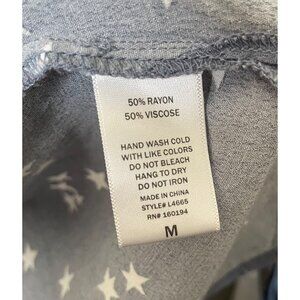 50% RAYON
50% VISCOSE
HAND WASH COLD
WITH LIKE COLORS
DO NOT BLEACH
HANG TO DRY
DO NOT IRON
MADE IN CHINA
STYLE# L4665
RN# 160194
M